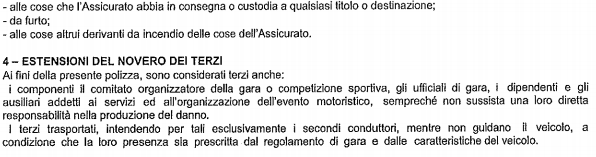 - alle cose che l'Assicurato abbia in consegna o custodia a qualsiasi titolo o destinazione;
- da furto;
- alle cose altrui derivanti da incendio delle cose dell'Assicurato.
4 – ESTENSIONI DEL NOVERO DEI TERZI
Ai fini della presente polizza, sono considerati terzi anche:
i componenti il comitato organizzatore della gara o competizione sportiva, gli ufficiali di gara, i dipendenti e gli
ausiliari addetti ai servizi ed all'organizzazione dell'evento motoristico, sempreché non sussista una loro diretta
responsabilità nella produzione del danno.
I terzi trasportati, intendendo per tali esclusivamente i secondi conduttori, mentre non guidano il veicolo, a
condizione che la loro presenza sia prescritta dal regolamento di gara e dalle caratteristiche del veicolo.